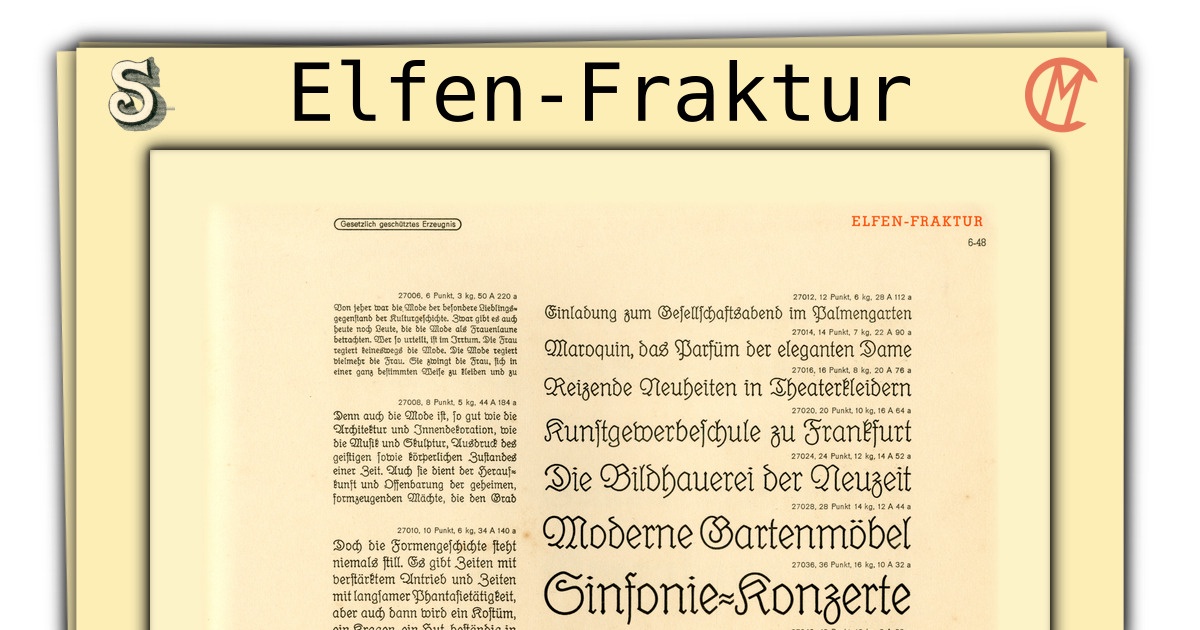 S
Elfen-Fraktur
CM
Gesetzlich geschütztes Erzeugnis
ELFEN-FRAKTUR
6-48
27006, 6 Punkt, 3 kg, 50 A 220 a
Von jeher war die Mode der besondere Lieblings-
gegenstand der Kulturgeschichte. Zwar gibt es auch
heute noch Leute, die die Mode als Frauenlaune
betrachten. Wer so urteilt, ist im Irrtum. Die Frau
regiert keineswegs die Mode. Die Mode regiert
vielmehr die Frau. Sie zwingt die Frau, sich in
einer ganz bestimmten Weise zu kleiden und zu
27008, 8 Punkt, 5 kg, 44 A 184 a
Denn auch die Mode ist, so gut wie die
Architektur und Innendekoration, wie
die Musik und Skulptur, Ausdruck des
geistigen sowie körperlichen Zustandes
einer Zeit. Auch sie dient der Herauf-
kunft und Offenbarung der geheimen,
formzeugenden Mächte, die den Grad
27010, 10 Punkt, 6 kg, 34 A 140 a
Doch die Formengeschichte steht
niemals still. Es gibt Zeiten mit
verstärktem Antrieb und Zeiten
mit langsamer Phantasietätigkeit,
aber auch dann wird ein Kostüm,
ein Kragen, ein Hut, beständig in
27012, 12 Punkt, 6 kg, 28 A 112 a
Einladung zum Gesellschaftsabend im Palmengarten
27014, 14 Punkt, 7 kg, 22 A 90 a
Maroquin, das Parfüm der eleganten Dame
27016, 16 Punkt, 8 kg, 20 A 76 a
Reizende Neuheiten in Theaterkleidern
27020, 20 Punkt, 10 kg, 16 A 64 a
Kunstgewerbeschule zu Frankfurt
27024, 24 Punkt, 12 kg, 14 A 52 a
Die Bildhauerei der Neuzeit
27028, 28 Punkt 14 kg, 12 A 44 a
Moderne Gartenmöbel
27036, 36 Punkt, 16 kg, 10 A 32 a
Sinfonie-Konzerte